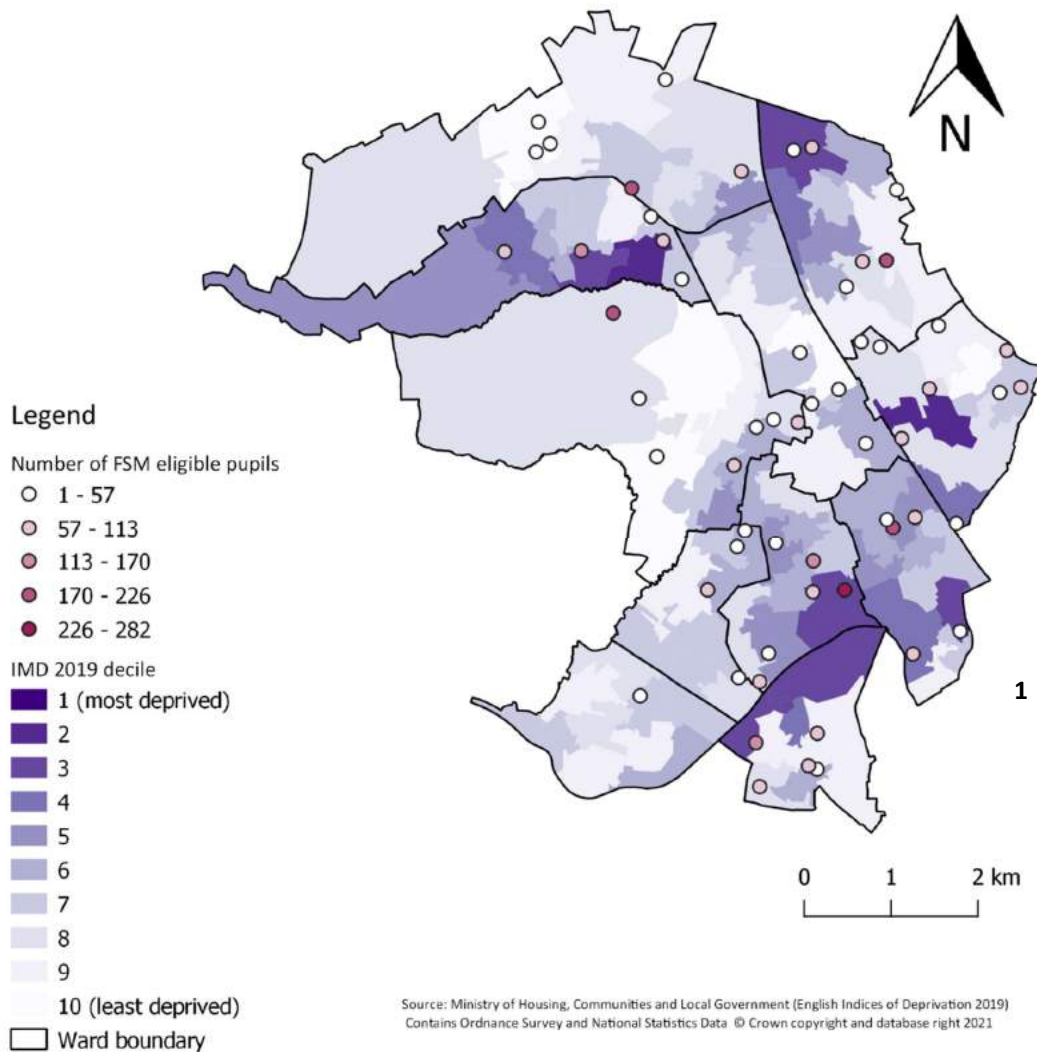 N
Legend
Number of FSM eligible pupils
1 - 57
57 - 113
113 - 170
170 - 226
226 - 282
IMD 2019 decile
1 (most deprived)
2
3
4
5
6
7
8
9
10 (least deprived)
Ward boundary
1
0 1 2 km
Source: Ministry of Housing, Communities and Local Government (English Indices of Deprivation 2019)
Contains Ordnance Survey and National Statistics Data © Crown copyright and database right 2021